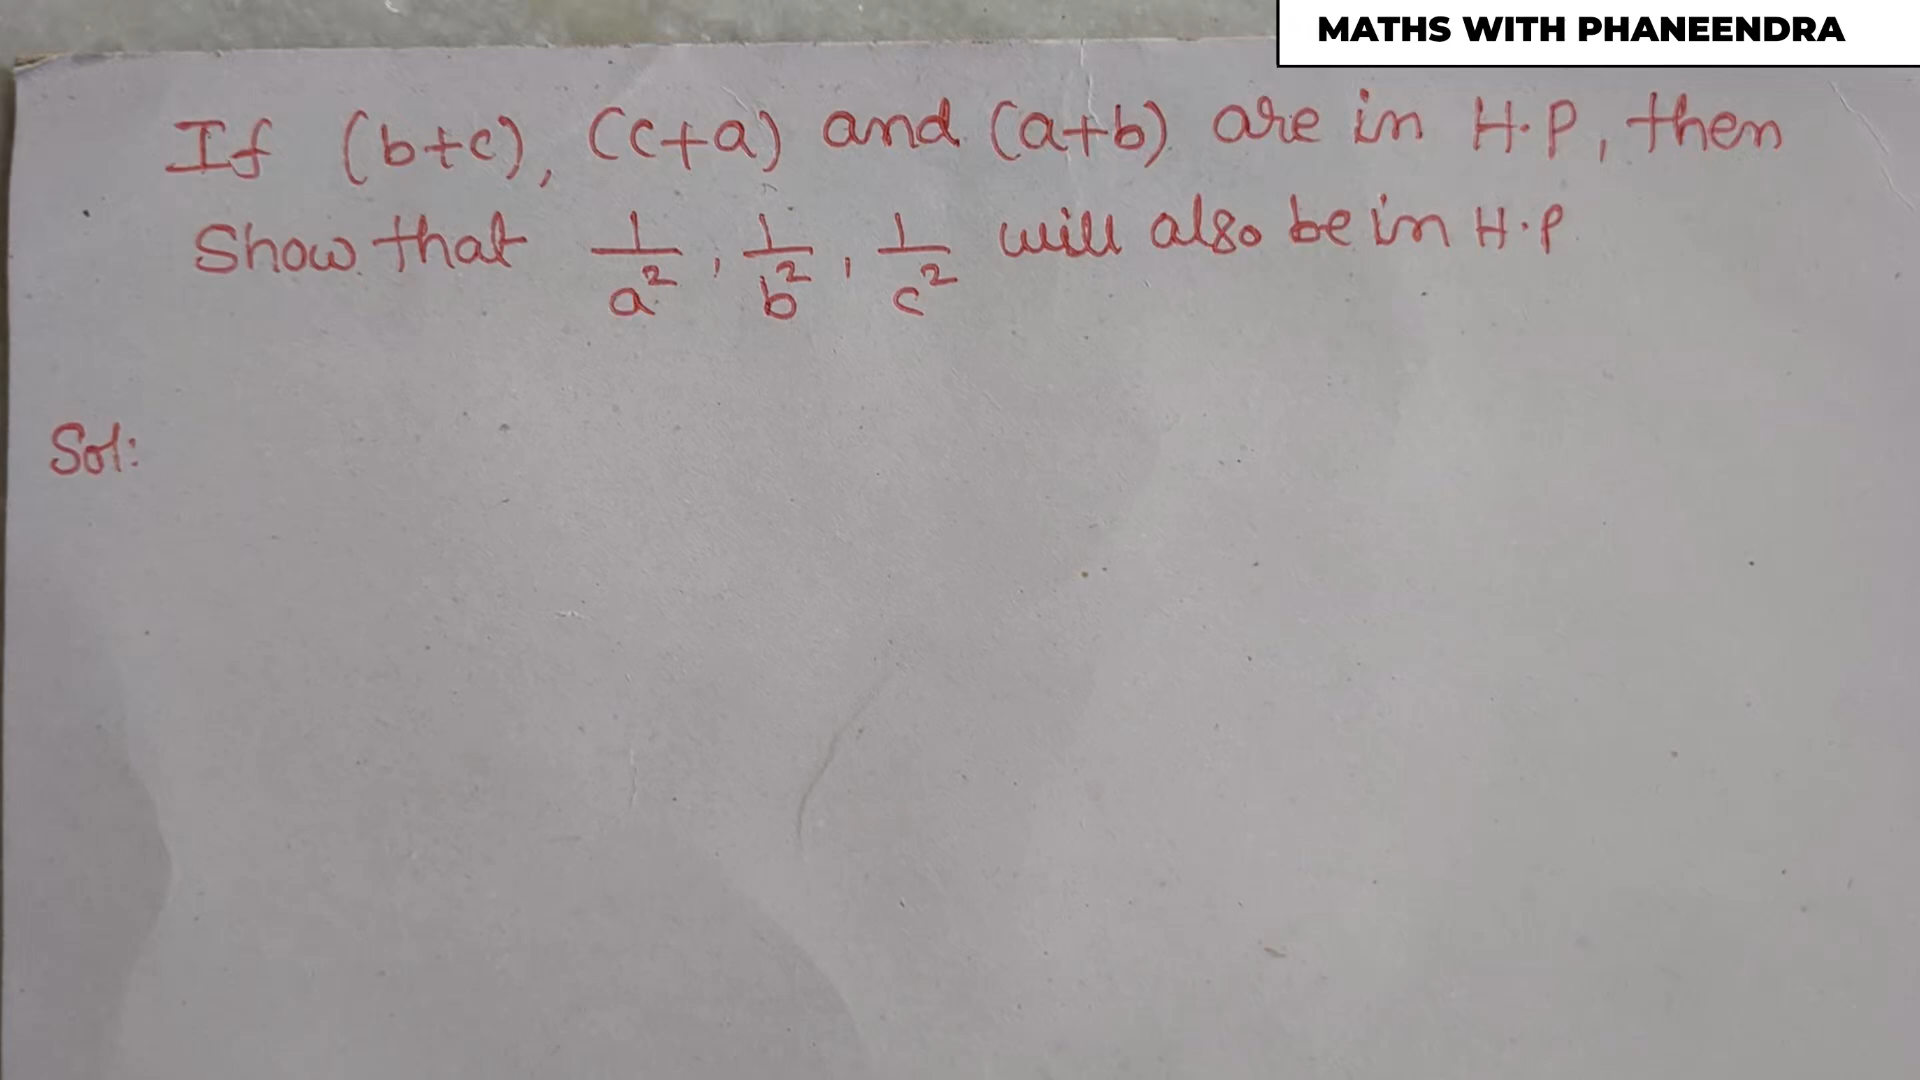 MATHS WITH PHANEENDRA
If (b+c), (c+a) and (a+b) are in H.P, then
Show that 1/a², 1/b², 1/c² will also be in H.P
Sol: